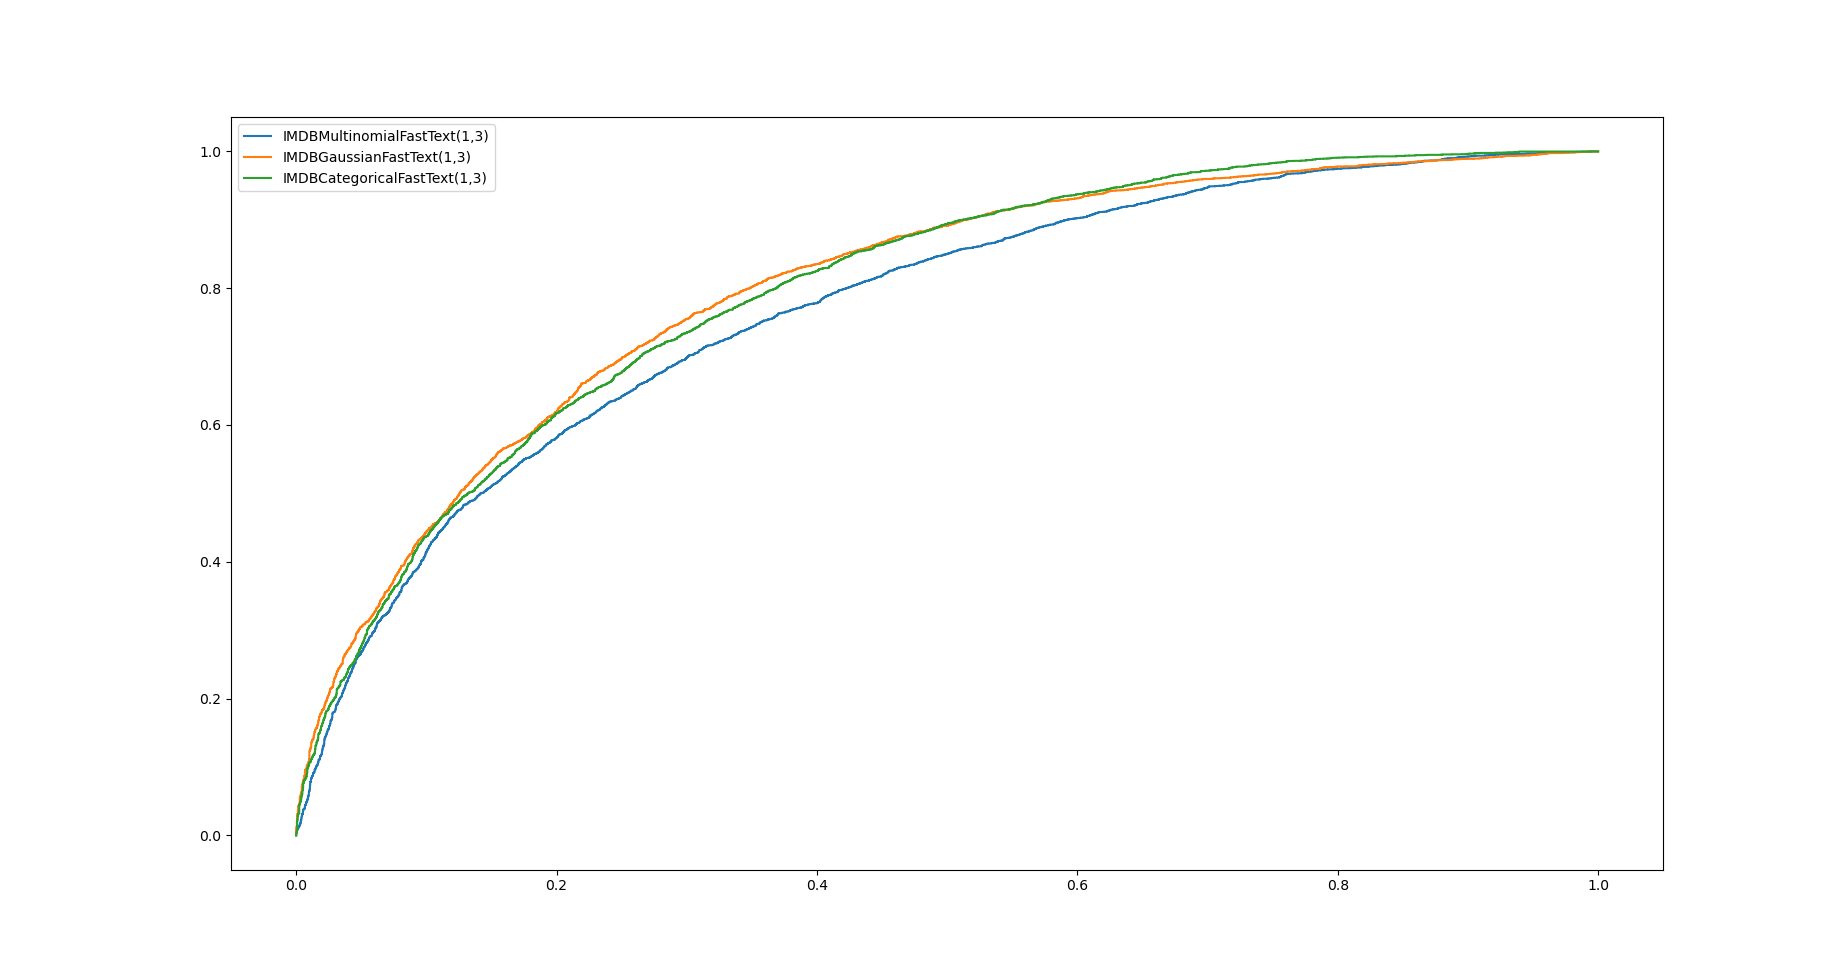 IMDBMultinomialFastText(1,3)
IMDBGaussianFastText(1,3)
IMDBCategoricalFastText(1,3)
1.0
0.8
0.6
0.4
0.2
0.0
0.0 0.2 0.4 0.6 0.8 1.0